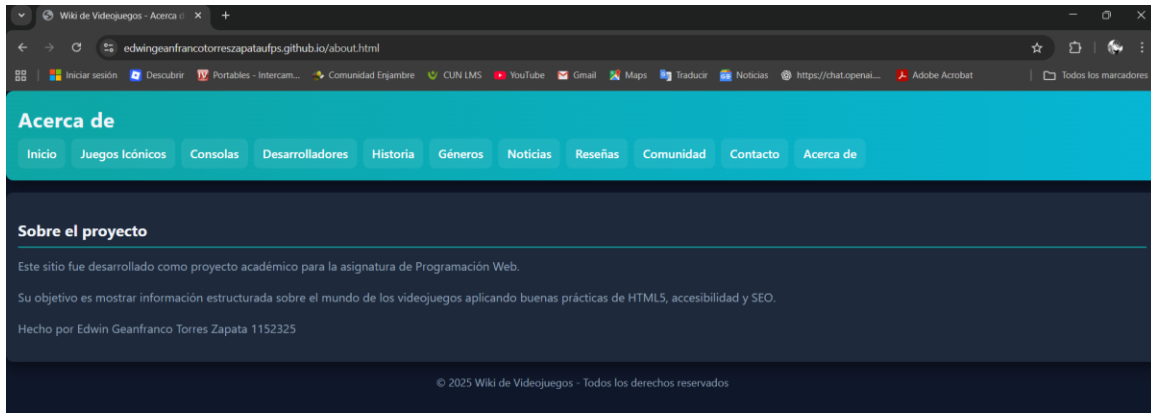 Wiki de Videojuegos - Acerca d
edwingeanfrancotorreszapataufps.github.io/about.html
Iniciar sesión Descubrir Portables - Intercam... Comunidad Enjambre CUN LMS YouTube Gmail Maps Traducir Noticias https://chat.openai.... Adobe Acrobat Todos los marcadores
Acerca de
Inicio Juegos Icónicos Consolas Desarrolladores Historia Géneros Noticias Reseñas Comunidad Contacto Acerca de
Sobre el proyecto
Este sitio fue desarrollado como proyecto académico para la asignatura de Programación Web.
Su objetivo es mostrar información estructurada sobre el mundo de los videojuegos aplicando buenas prácticas de HTML5, accesibilidad y SEO.
Hecho por Edwin Geanfranco Torres Zapata 1152325
© 2025 Wiki de Videojuegos - Todos los derechos reservados